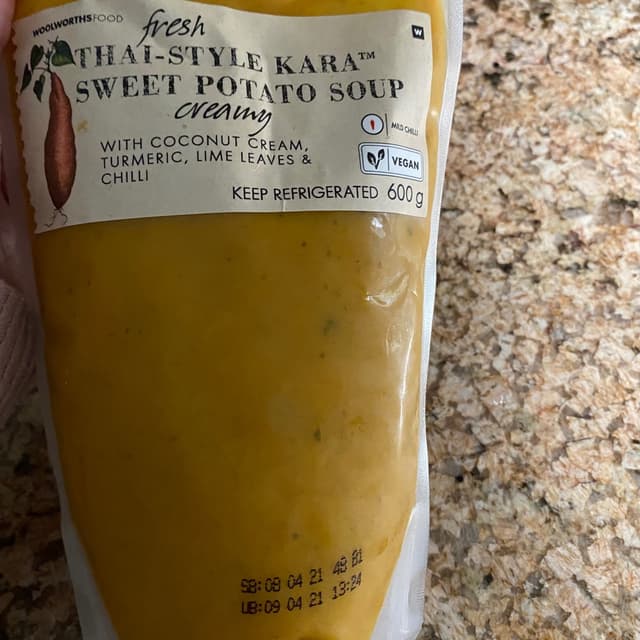 WOOLWORTHSFOOD
W
fresh
THAI-STYLE KARA™
SWEET POTATO SOUP
creamy
WITH COCONUT CREAM,
TURMERIC, LIME LEAVES &
CHILLI
MILD CHILLI
VEGAN
KEEP REFRIGERATED 600 g
SB:08 04 21 48 B1
UB:09 04 21 13:24